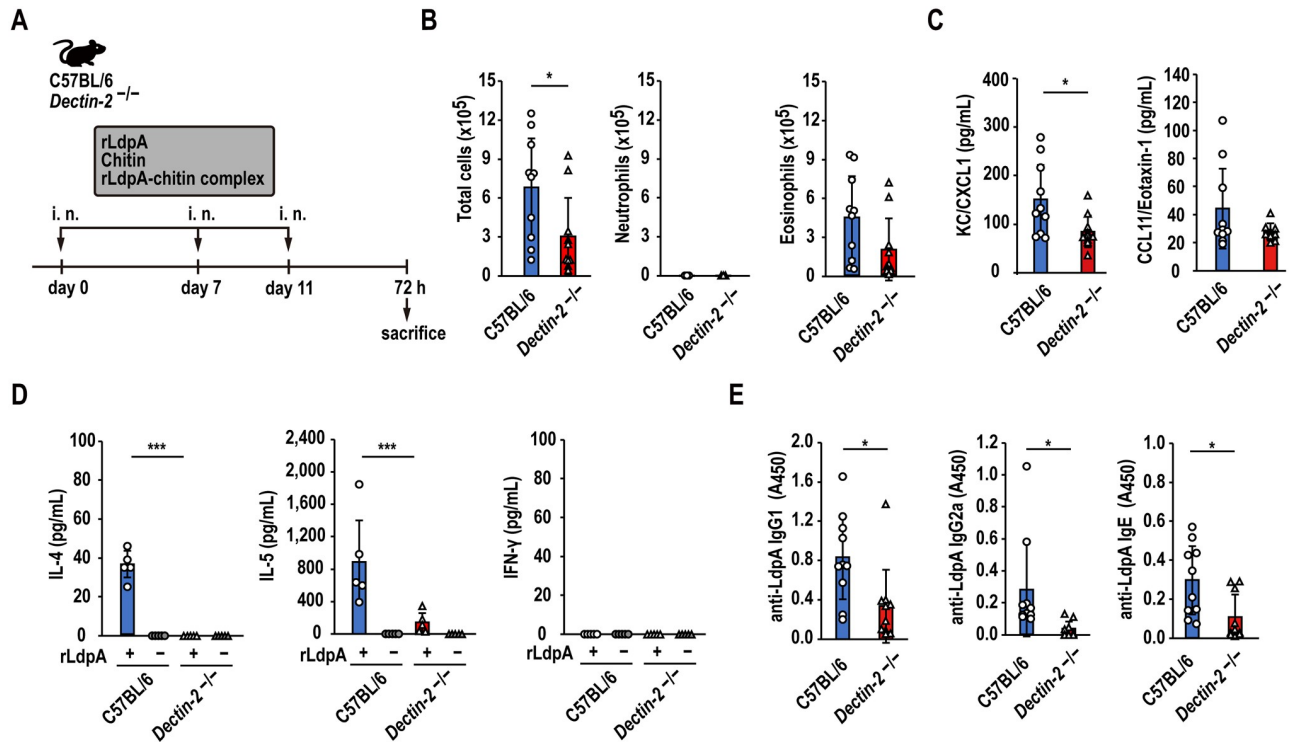 A
C57BL/6
Dectin-2 −/−
rLdpA
Chitin
rLdpA-chitin complex
i. n. i. n. i. n.
day 0 day 7 day 11 72 h
sacrifice
B
Total cells (x10⁵)
15
12
9
6
3
0
*
C57BL/6
Dectin-2 −/−
Neutrophils (x10⁵)
15
12
9
6
3
0
C57BL/6
Dectin-2 −/−
Eosinophils (x10⁵)
15
12
9
6
3
0
C57BL/6
Dectin-2 −/−
C
KC/CXCL1 (pg/mL)
400
300
200
100
0
*
C57BL/6
Dectin-2 −/−
CCL11/Eotaxin-1 (pg/mL)
140
120
100
80
60
40
20
0
C57BL/6
Dectin-2 −/−
D
IL-4 (pg/mL)
100
80
60
40
20
0
***
rLdpA + − + −
C57BL/6
Dectin-2 −/−
IL-5 (pg/mL)
2,400
2,000
1,600
1,200
800
400
0
***
rLdpA + − + −
C57BL/6
Dectin-2 −/−
IFN-γ (pg/mL)
100
80
60
40
20
0
rLdpA + − + −
C57BL/6
Dectin-2 −/−
E
anti-LdpA IgG1 (A450)
2.0
1.6
1.2
0.8
0.4
0.0
*
C57BL/6
Dectin-2 −/−
anti-LdpA IgG2a (A450)
1.2
1.0
0.8
0.6
0.4
0.2
0.0
*
C57BL/6
Dectin-2 −/−
anti-LdpA IgE (A450)
1.0
0.8
0.6
0.4
0.2
0.0
*
C57BL/6
Dectin-2 −/−